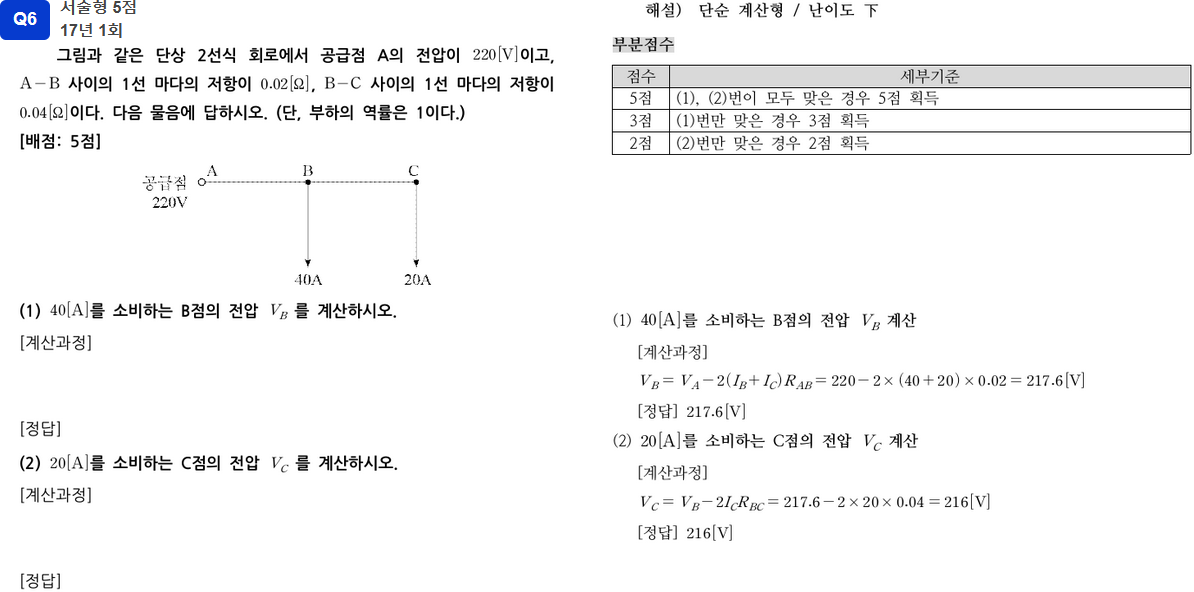 Q6
서술형 5점
17년 1회
그림과 같은 단상 2선식 회로에서 공급점 A의 전압이 220[V]이고,
A-B 사이의 1선 마다의 저항이 0.02[Ω], B-C 사이의 1선 마다의 저항이
0.04[Ω]이다. 다음 물음에 답하시오. (단, 부하의 역률은 1이다.)
[배점: 5점]
A B C
공급점
220V
40A 20A
(1) 40[A]를 소비하는 B점의 전압 V_B 를 계산하시오.
[계산과정]
[정답]
(2) 20[A]를 소비하는 C점의 전압 V_C 를 계산하시오.
[계산과정]
[정답]
해설) 단순 계산형 / 난이도 下
부분점수
점수 세부기준
5점 (1), (2)번이 모두 맞은 경우 5점 획득
3점 (1)번만 맞은 경우 3점 획득
2점 (2)번만 맞은 경우 2점 획득
(1) 40[A]를 소비하는 B점의 전압 V_B 계산
[계산과정]
V_B = V_A - 2(I_B + I_C)R_AB = 220 - 2 × (40 + 20) × 0.02 = 217.6[V]
[정답] 217.6[V]
(2) 20[A]를 소비하는 C점의 전압 V_C 계산
[계산과정]
V_C = V_B - 2I_CR_BC = 217.6 - 2 × 20 × 0.04 = 216[V]
[정답] 216[V]